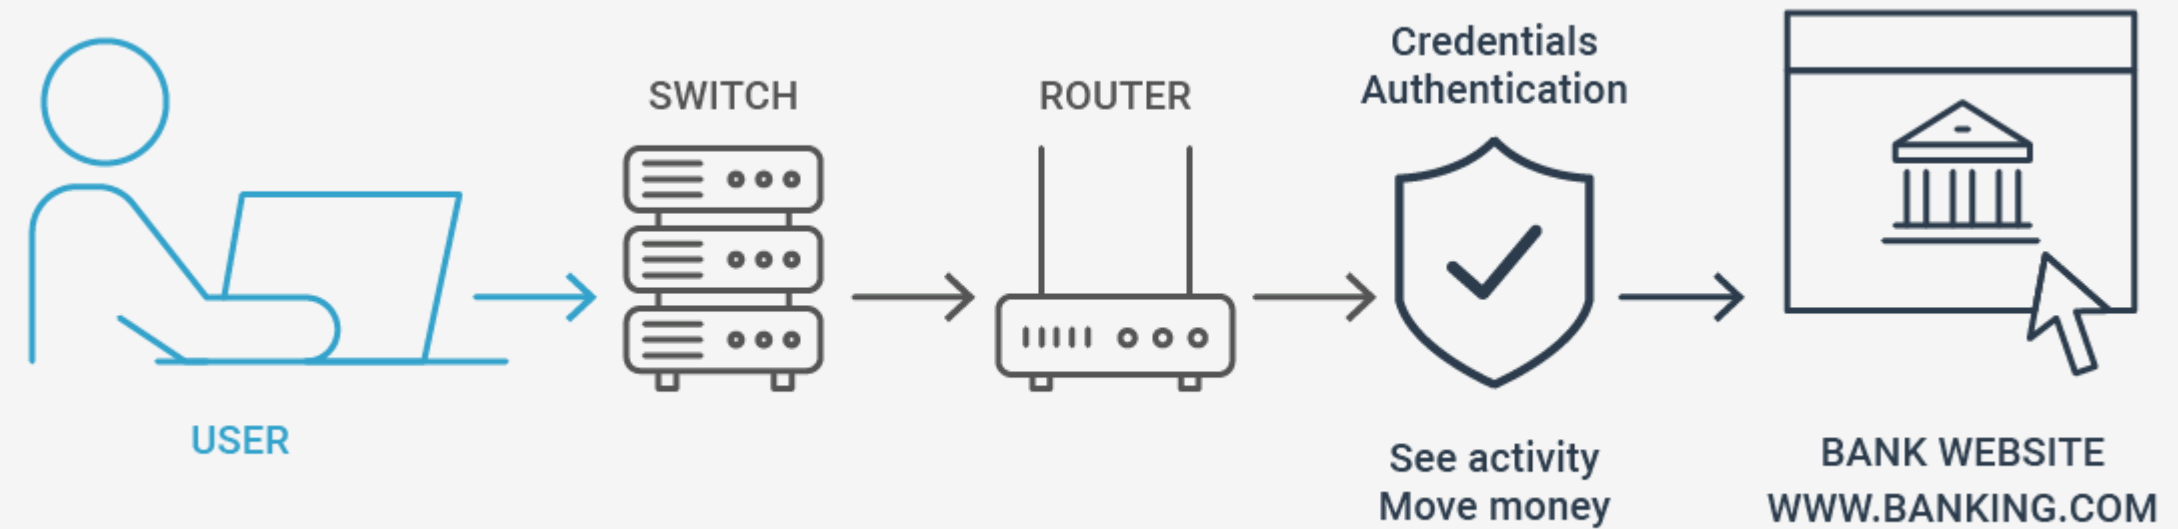 USER
SWITCH
ROUTER
Credentials
Authentication
See activity
Move money
BANK WEBSITE
WWW.BANKING.COM